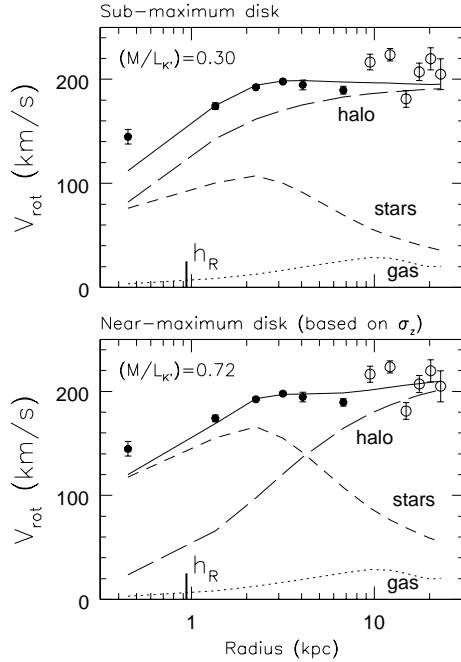 Sub-maximum disk
(M/L_K')=0.30
200
100
0
V_rot (km/s)
halo
stars
gas
h_R
Near-maximum disk (based on σ_z)
(M/L_K')=0.72
200
100
0
V_rot (km/s)
halo
stars
gas
h_R
1 10
Radius (kpc)